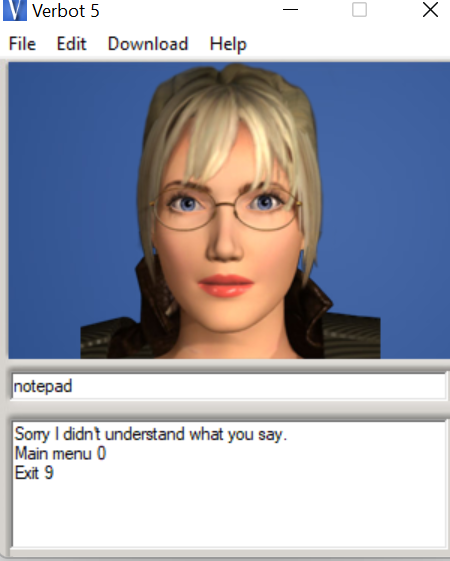 Verbot 5
File Edit Download Help
notepad
Sorry I didn't understand what you say.
Main menu 0
Exit 9